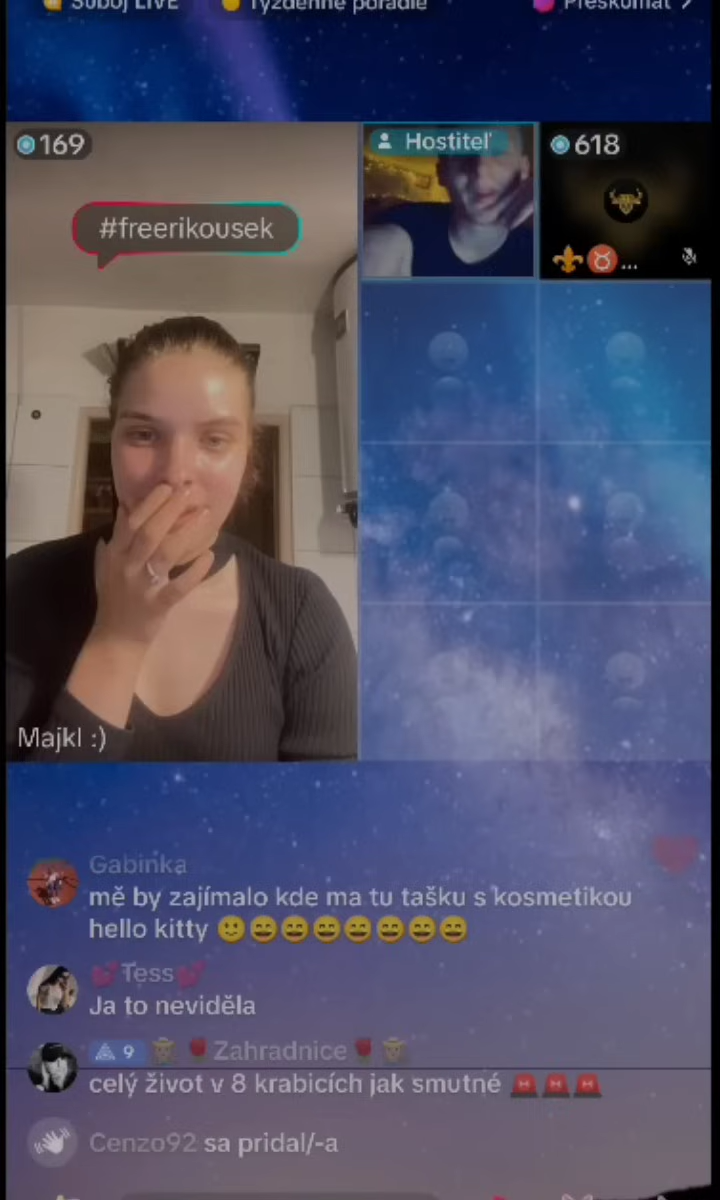 Súboj LIVE
Týždenné poradie
Preskúmať >
169
Hostiteľ
618
#freerikousek
...
Majkl :)
Gabinka
mě by zajímalo kde ma tu tašku s kosmetikou
hello kitty 🙂😄😄😄😄😄😄😄
💕Tess💕
Ja to neviděla
9 🌹Zahradnice🌹
celý život v 8 krabicích jak smutné 🚨🚨🚨
Cenzo92 sa pridal/-a